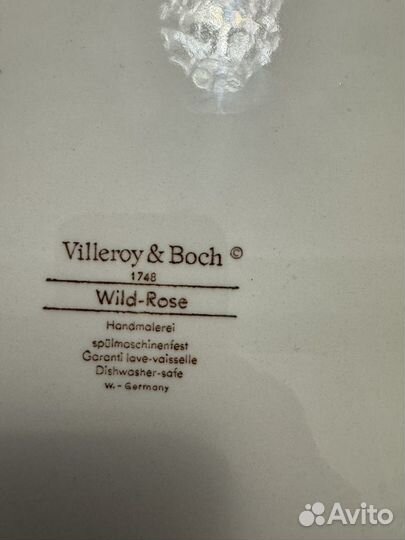 Villeroy & Boch ©
1748
Wild-Rose
Handmalerei
spülmaschinenfest
Garanti lave-vaisselle
Dishwasher-safe
W. - Germany
Avito